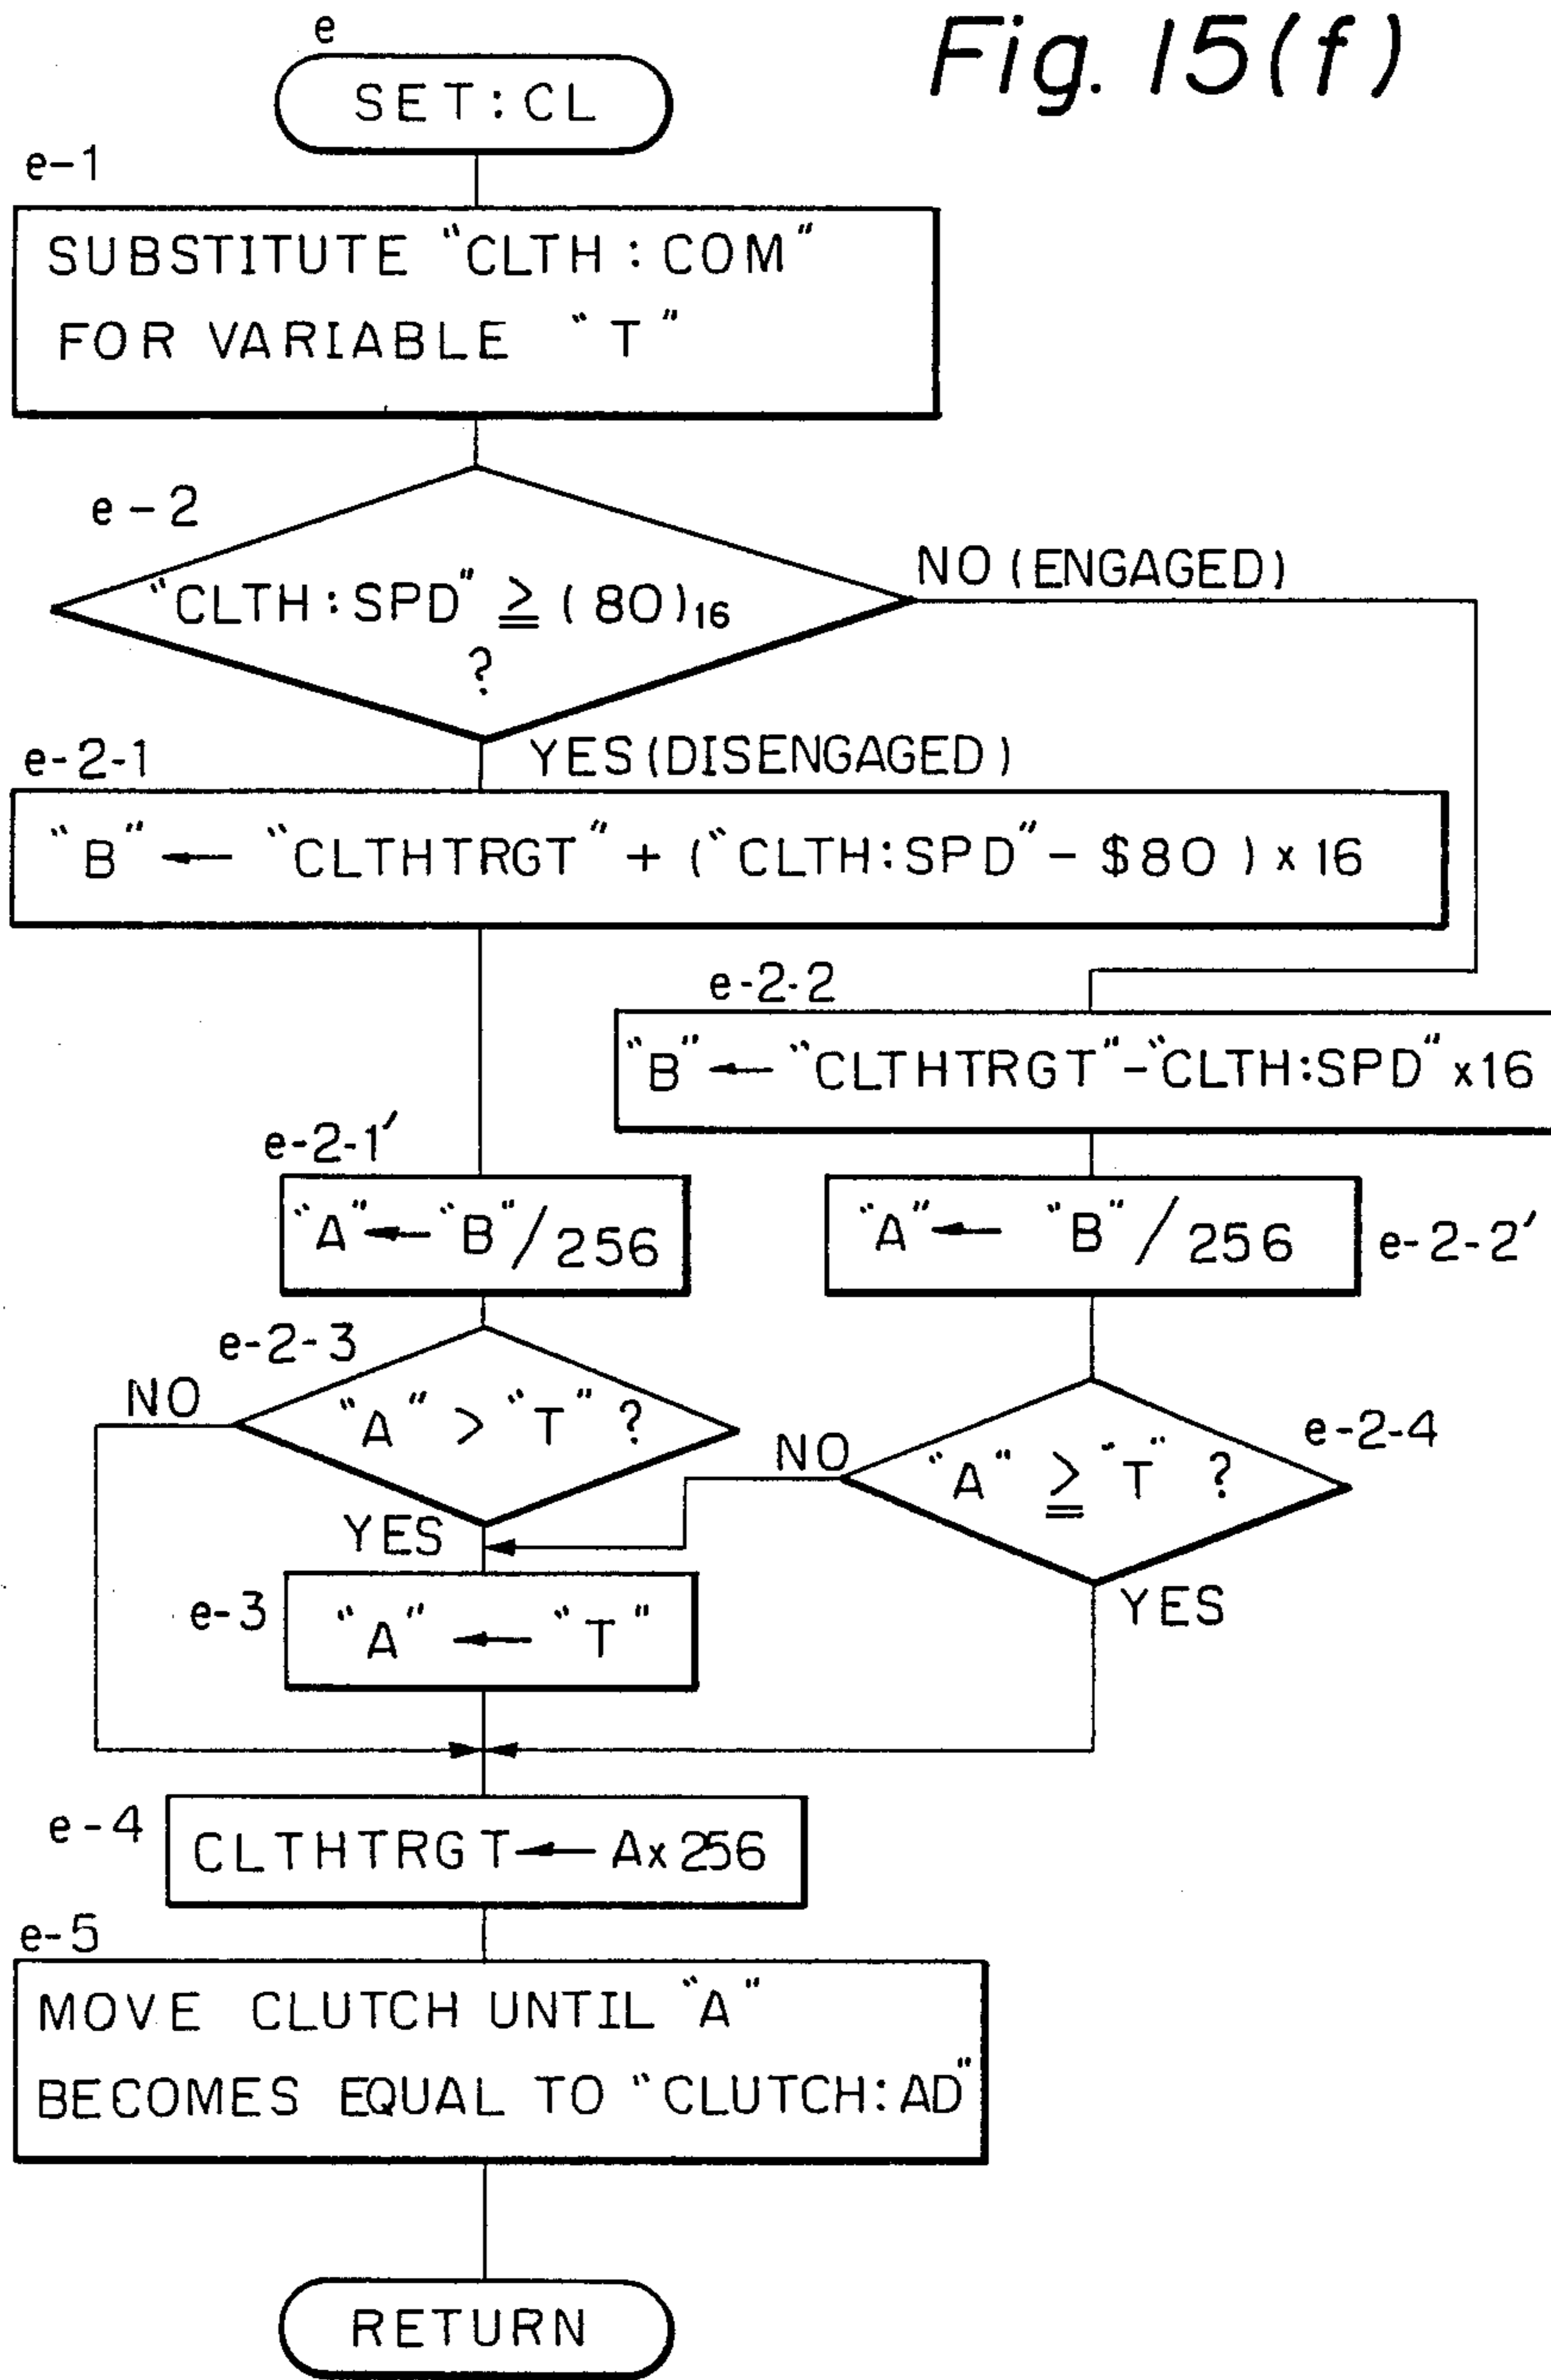 Fig. 15(f)
e
SET:CL
e-1
SUBSTITUTE "CLTH:COM"
FOR VARIABLE "T"
e-2
"CLTH:SPD" ≧ (80)₁₆
?
NO (ENGAGED)
YES (DISENGAGED)
e-2-1
"B" ← "CLTHTRGT" + ("CLTH:SPD" - $80) x 16
e-2-2
"B" ← "CLTHTRGT" - "CLTH:SPD" x16
e-2-1'
"A" ← "B"/256
"A" ← "B"/256
e-2-2'
e-2-3
NO
"A" > "T" ?
YES
e-2-4
NO
"A" ≧ "T" ?
YES
e-3
"A" ← "T"
e-4
CLTHTRGT ← Ax256
e-5
MOVE CLUTCH UNTIL "A"
BECOMES EQUAL TO "CLUTCH:AD"
RETURN